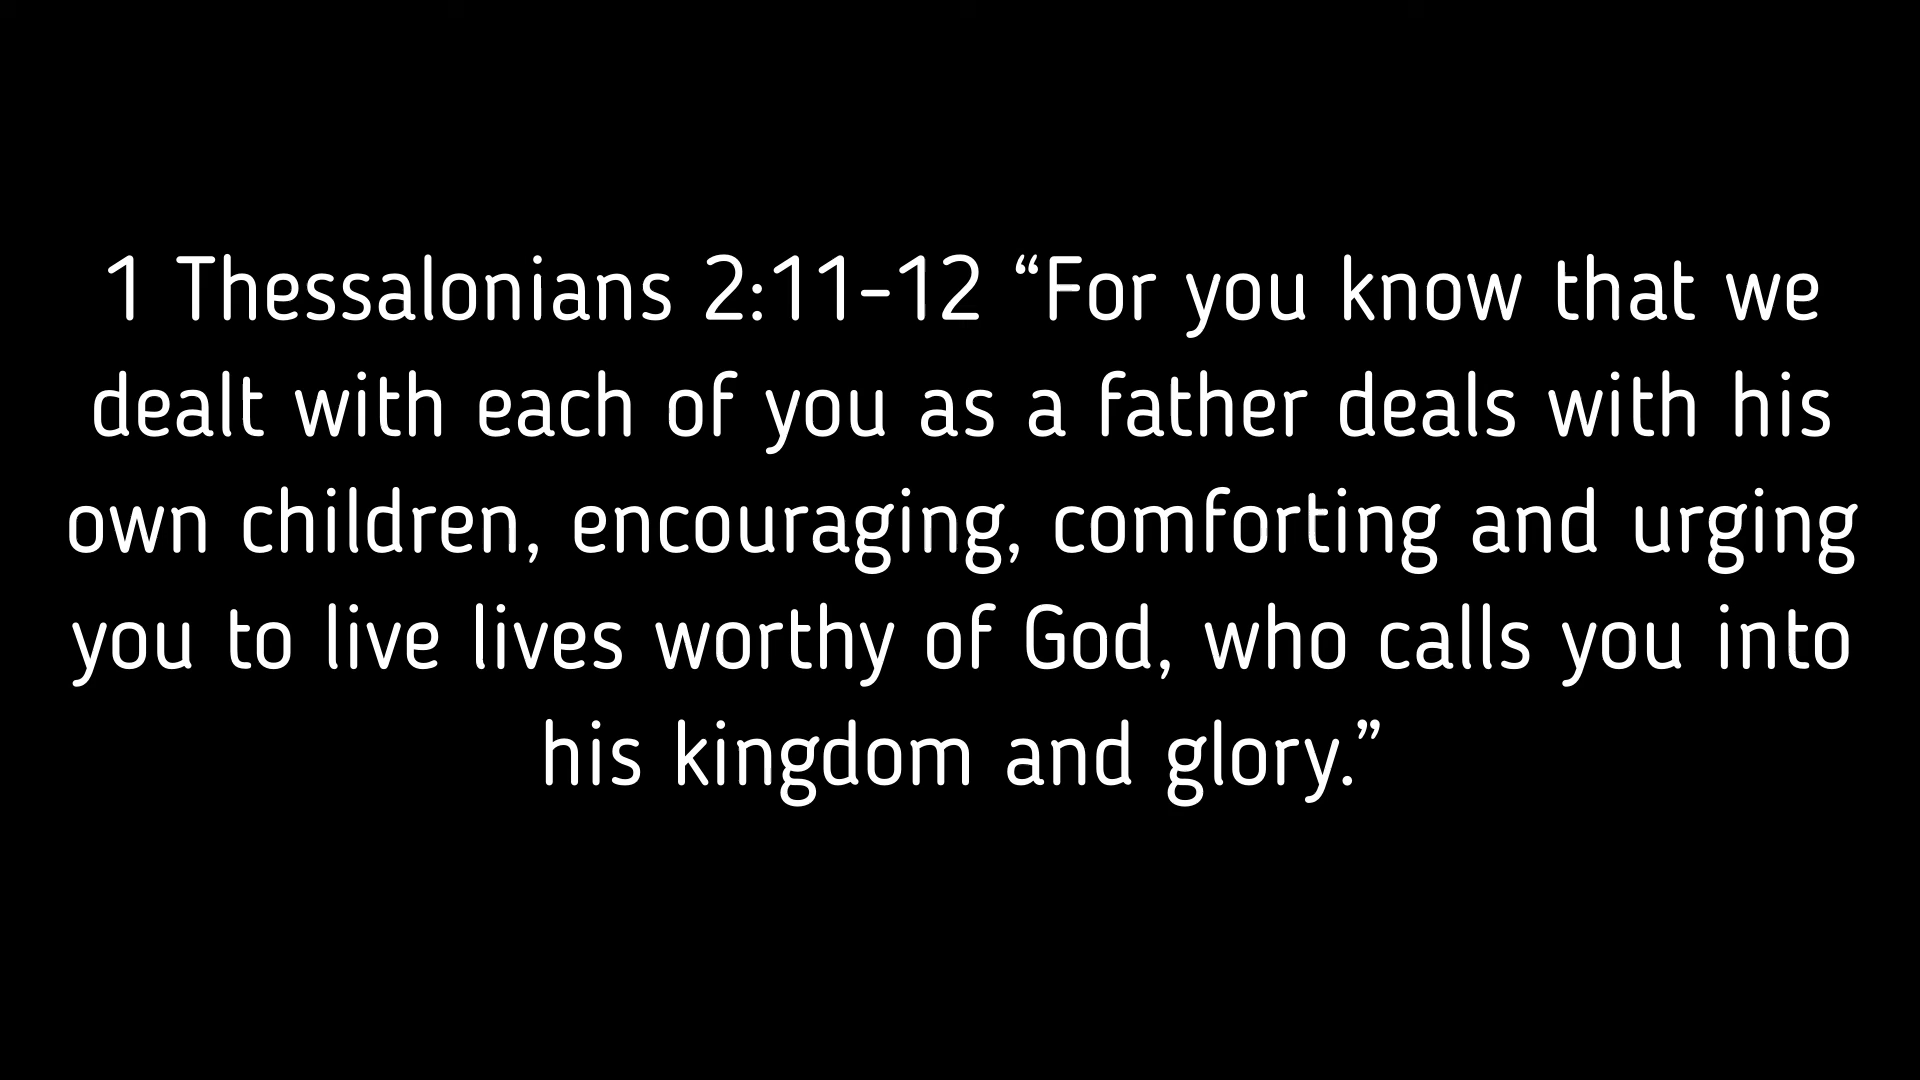 1 Thessalonians 2:11-12 “For you know that we
dealt with each of you as a father deals with his
own children, encouraging, comforting and urging
you to live lives worthy of God, who calls you into
his kingdom and glory.”